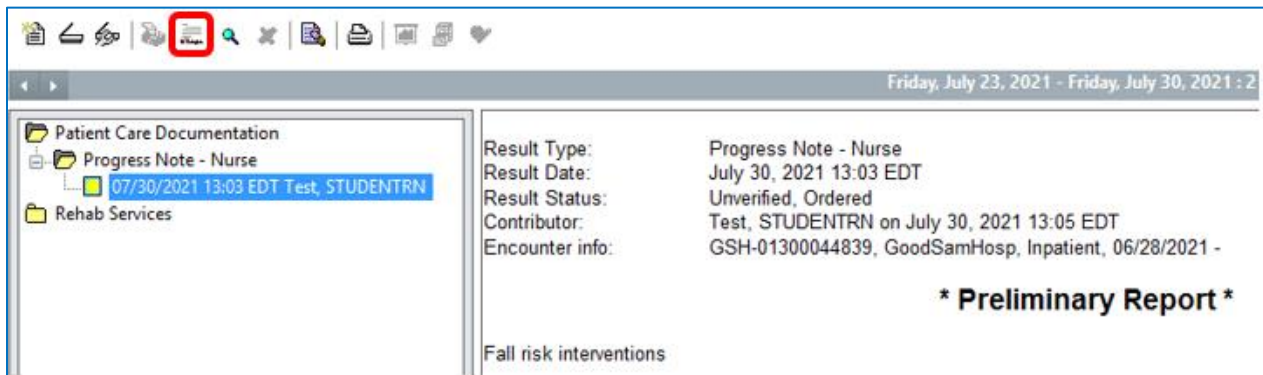 Friday, July 23, 2021 - Friday, July 30, 2021 : 2
Patient Care Documentation
Progress Note - Nurse
07/30/2021 13:03 EDT Test, STUDENTRN
Rehab Services
Result Type: Progress Note - Nurse
Result Date: July 30, 2021 13:03 EDT
Result Status: Unverified, Ordered
Contributor: Test, STUDENTRN on July 30, 2021 13:05 EDT
Encounter info: GSH-01300044839, GoodSamHosp, Inpatient, 06/28/2021 -
* Preliminary Report *
Fall risk interventions